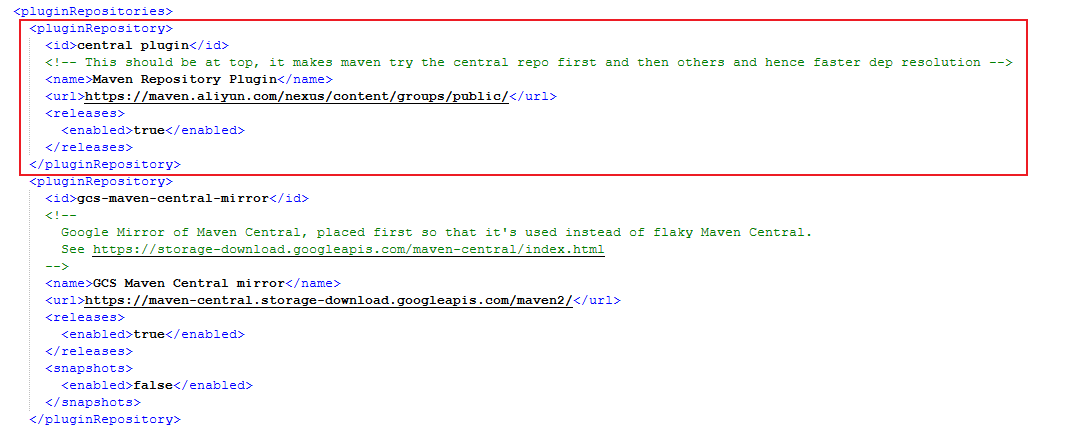 <pluginRepositories>
<pluginRepository>
<id>central plugin</id>
<!-- This should be at top, it makes maven try the central repo first and then others and hence faster dep resolution -->
<name>Maven Repository Plugin</name>
<url>https://maven.aliyun.com/nexus/content/groups/public/</url>
<releases>
<enabled>true</enabled>
</releases>
</pluginRepository>
<pluginRepository>
<id>gcs-maven-central-mirror</id>
<!--
Google Mirror of Maven Central, placed first so that it's used instead of flaky Maven Central.
See https://storage-download.googleapis.com/maven-central/index.html
-->
<name>GCS Maven Central mirror</name>
<url>https://maven-central.storage-download.googleapis.com/maven2/</url>
<releases>
<enabled>true</enabled>
</releases>
<snapshots>
<enabled>false</enabled>
</snapshots>
</pluginRepository>